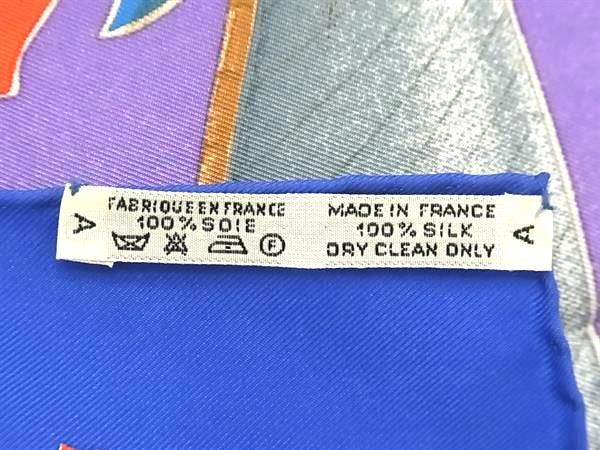 A
FABRIQUE EN FRANCE
100% SOIE
F
MADE IN FRANCE
100% SILK
DRY CLEAN ONLY
A